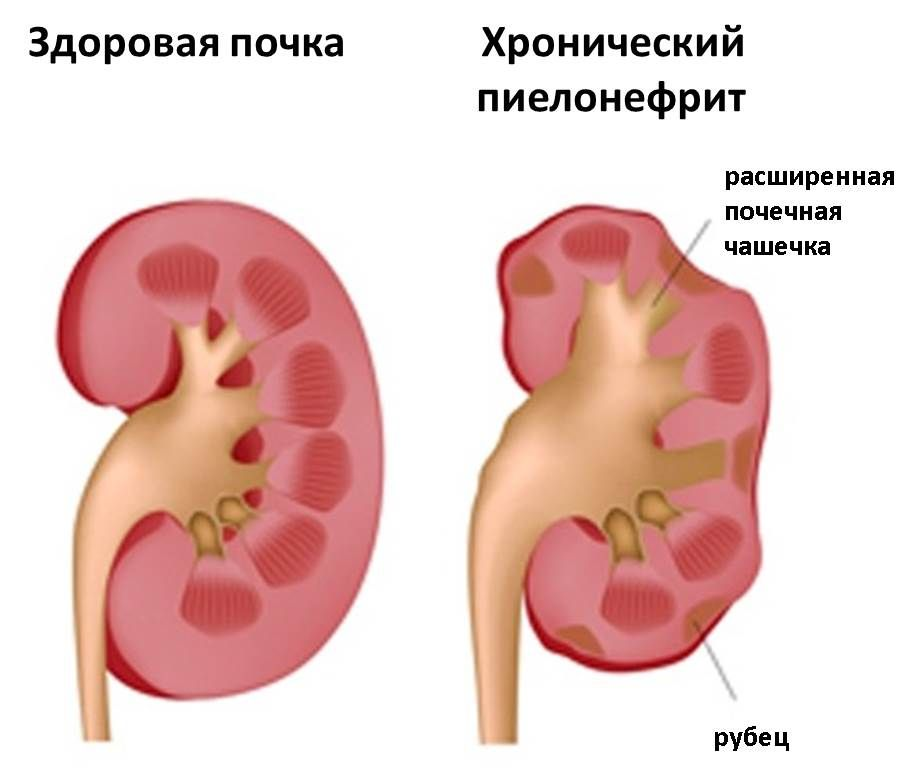 Здоровая почка
Хронический
пиелонефрит
расширенная
почечная
чашечка
рубец